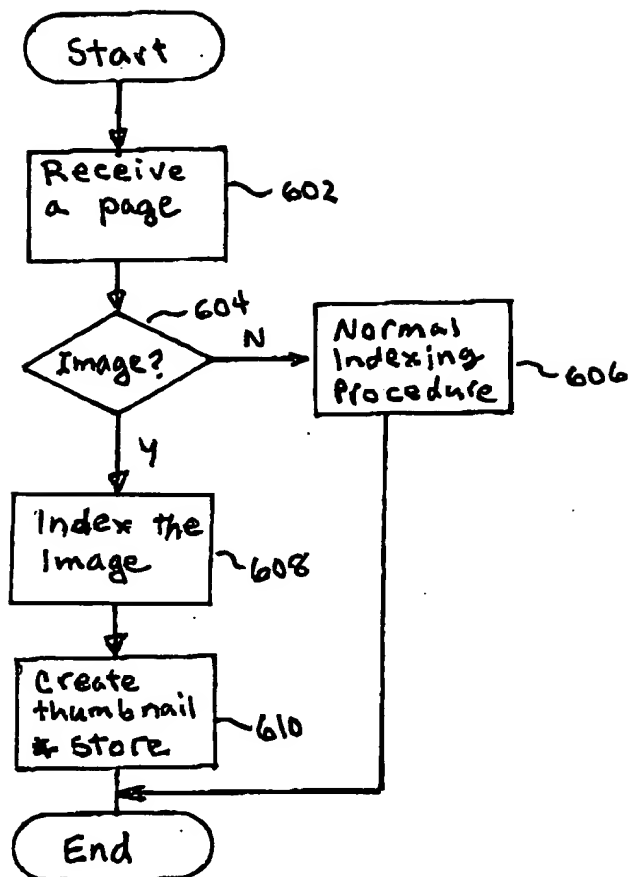 Start
Receive
a page
602
604
Image?
N
Normal
Indexing
Procedure
606
Y
Index the
Image
608
Create
thumbnail
& Store
610
End